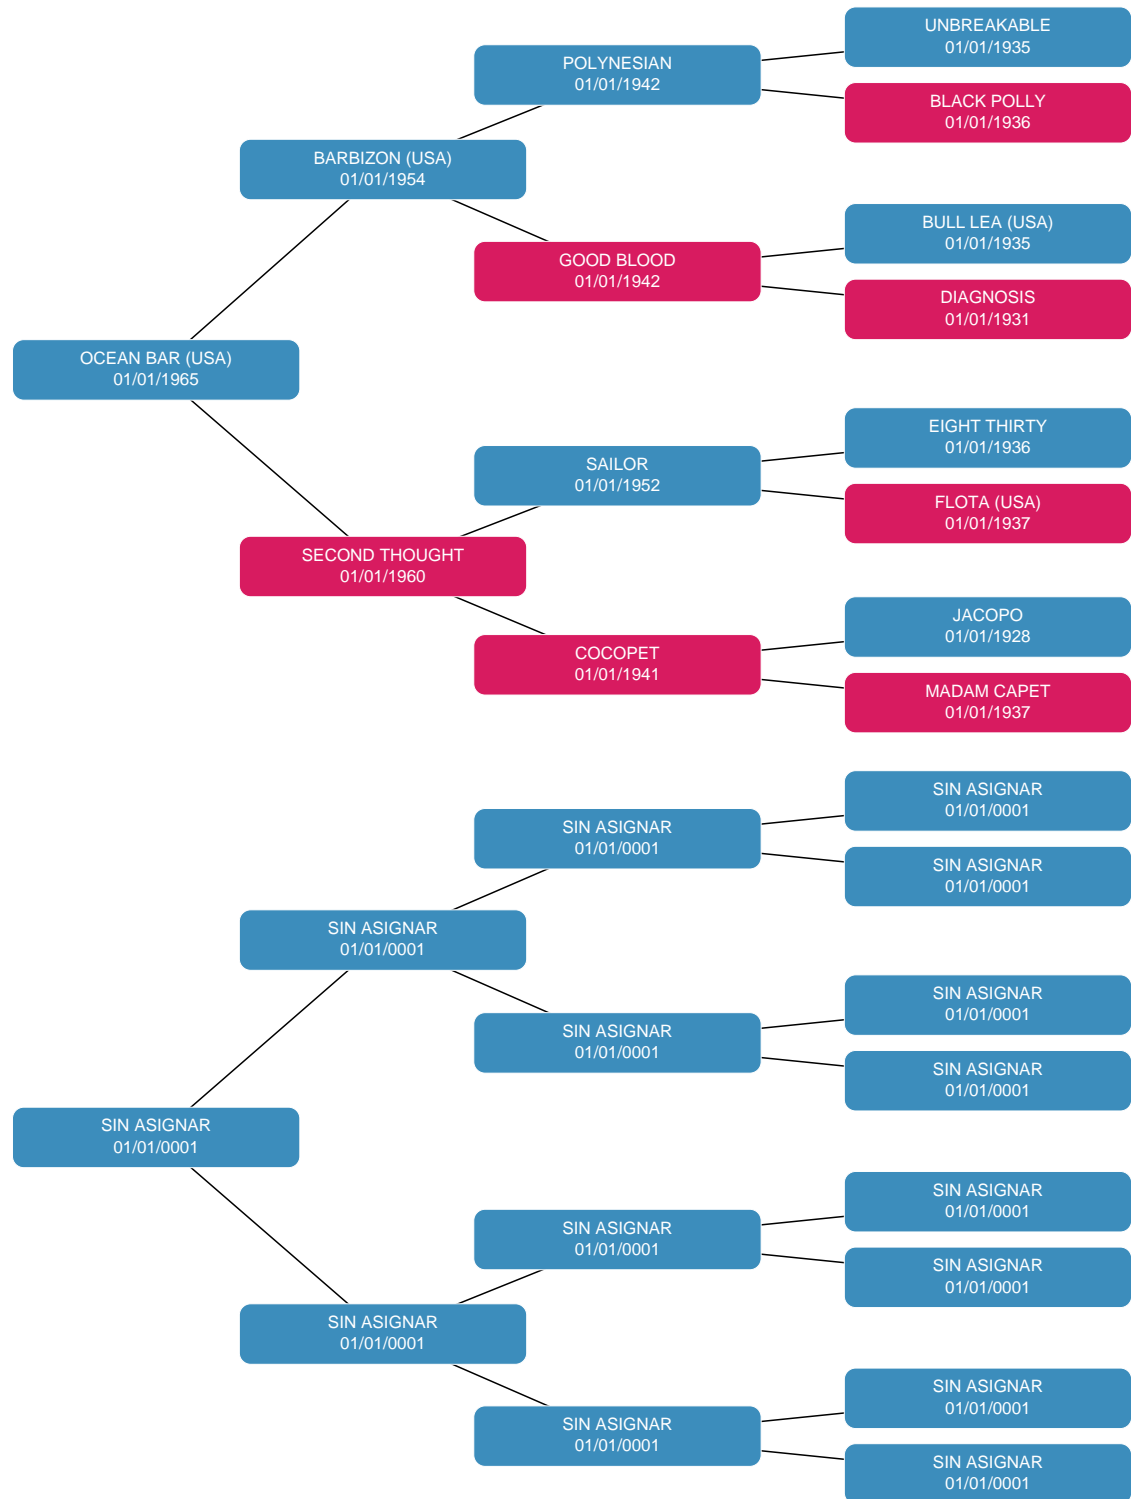 UNBREAKABLE
01/01/1935
POLYNESIAN
01/01/1942
BLACK POLLY
01/01/1936
BARBIZON (USA)
01/01/1954
BULL LEA (USA)
01/01/1935
GOOD BLOOD
01/01/1942
DIAGNOSIS
01/01/1931
OCEAN BAR (USA)
01/01/1965
EIGHT THIRTY
01/01/1936
SAILOR
01/01/1952
FLOTA (USA)
01/01/1937
SECOND THOUGHT
01/01/1960
JACOPO
01/01/1928
COCOPET
01/01/1941
MADAM CAPET
01/01/1937
SIN ASIGNAR
01/01/0001
SIN ASIGNAR
01/01/0001
SIN ASIGNAR
01/01/0001
SIN ASIGNAR
01/01/0001
SIN ASIGNAR
01/01/0001
SIN ASIGNAR
01/01/0001
SIN ASIGNAR
01/01/0001
SIN ASIGNAR
01/01/0001
SIN ASIGNAR
01/01/0001
SIN ASIGNAR
01/01/0001
SIN ASIGNAR
01/01/0001
SIN ASIGNAR
01/01/0001
SIN ASIGNAR
01/01/0001
SIN ASIGNAR
01/01/0001
SIN ASIGNAR
01/01/0001